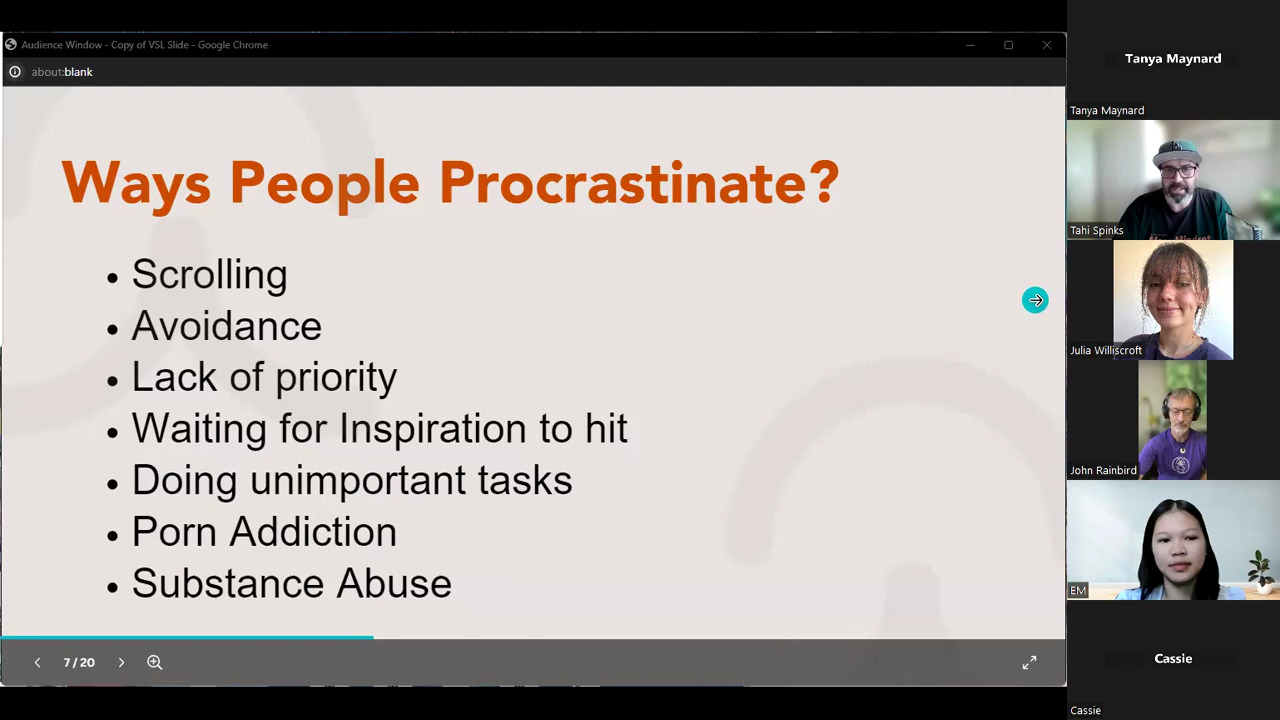 Audience Window - Copy of VSL Slide - Google Chrome
about:blank
Ways People Procrastinate?
• Scrolling
• Avoidance
• Lack of priority
• Waiting for Inspiration to hit
• Doing unimportant tasks
• Porn Addiction
• Substance Abuse
7 / 20
Tanya Maynard
Tanya Maynard
Tahi Spinks
Julia Williscroft
John Rainbird
EM
Cassie
Cassie